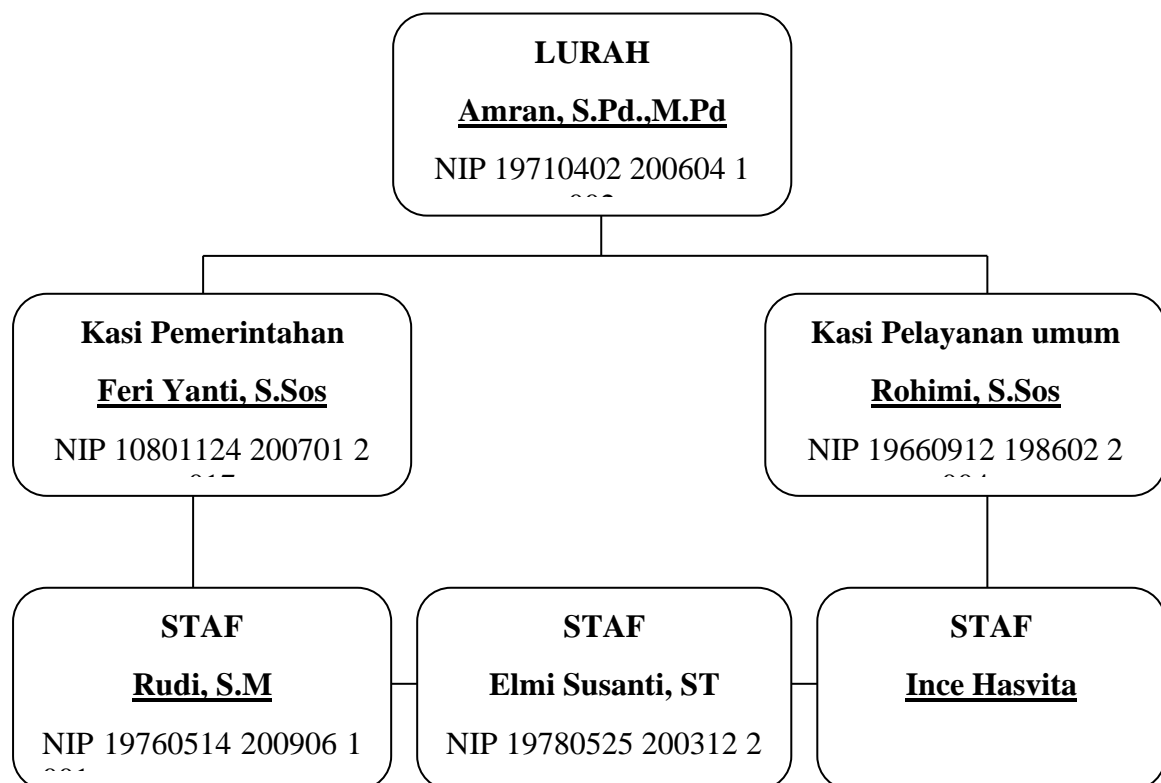 LURAH
Amran, S.Pd.,M.Pd
NIP 19710402 200604 1
Kasi Pemerintahan
Feri Yanti, S.Sos
NIP 10801124 200701 2
Kasi Pelayanan umum
Rohimi, S.Sos
NIP 19660912 198602 2
STAF
Rudi, S.M
NIP 19760514 200906 1
STAF
Elmi Susanti, ST
NIP 19780525 200312 2
STAF
Ince Hasvita